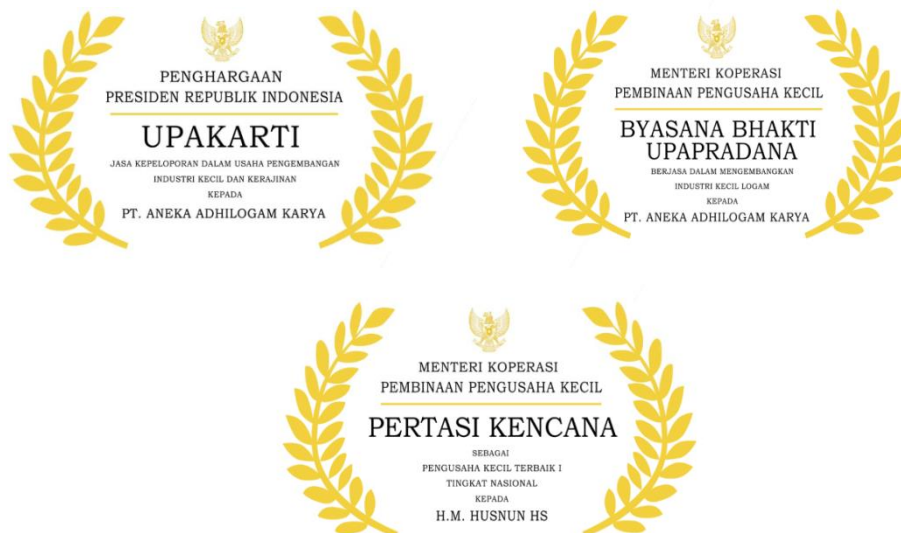 PENGHARGAAN
PRESIDEN REPUBLIK INDONESIA
UPAKARTI
JASA KEPELOPORAN DALAM USAHA PENGEMBANGAN
INDUSTRI KECIL DAN KERAJINAN
KEPADA
PT. ANEKA ADHILOGAM KARYA
MENTERI KOPERASI
PEMBINAAN PENGUSAHA KECIL
BYASANA BHAKTI
UPAPRADANA
BERJASA DALAM MENGEMBANGKAN
INDUSTRI KECIL LOGAM
KEPADA
PT. ANEKA ADHILOGAM KARYA
MENTERI KOPERASI
PEMBINAAN PENGUSAHA KECIL
PERTASI KENCANA
SEBAGAI
PENGUSAHA KECIL TERBAIK I
TINGKAT NASIONAL
KEPADA
H.M. HUSNUN HS